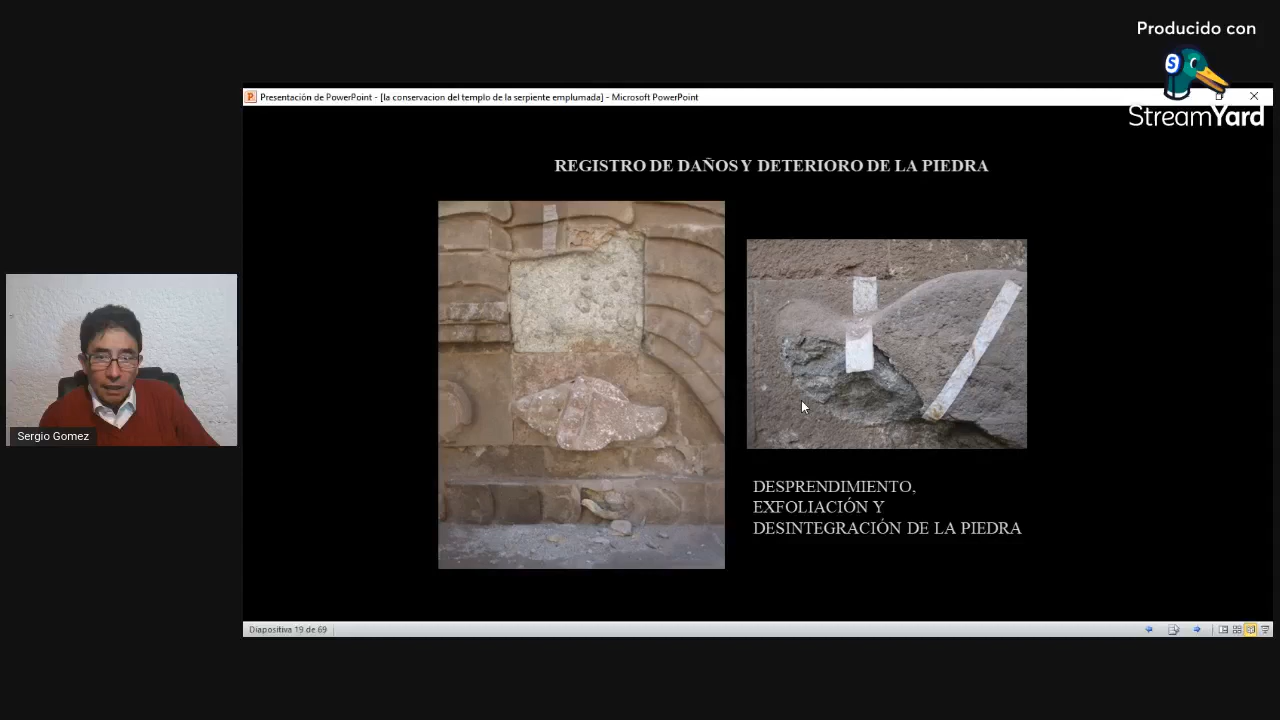 Producido con
S
StreamYard
P Presentación de PowerPoint - [la conservacion del templo de la serpiente emplumada] - Microsoft PowerPoint
REGISTRO DE DAÑOS Y DETERIORO DE LA PIEDRA
Sergio Gomez
DESPRENDIMIENTO,
EXFOLIACIÓN Y
DESINTEGRACIÓN DE LA PIEDRA
Diapositiva 19 de 69